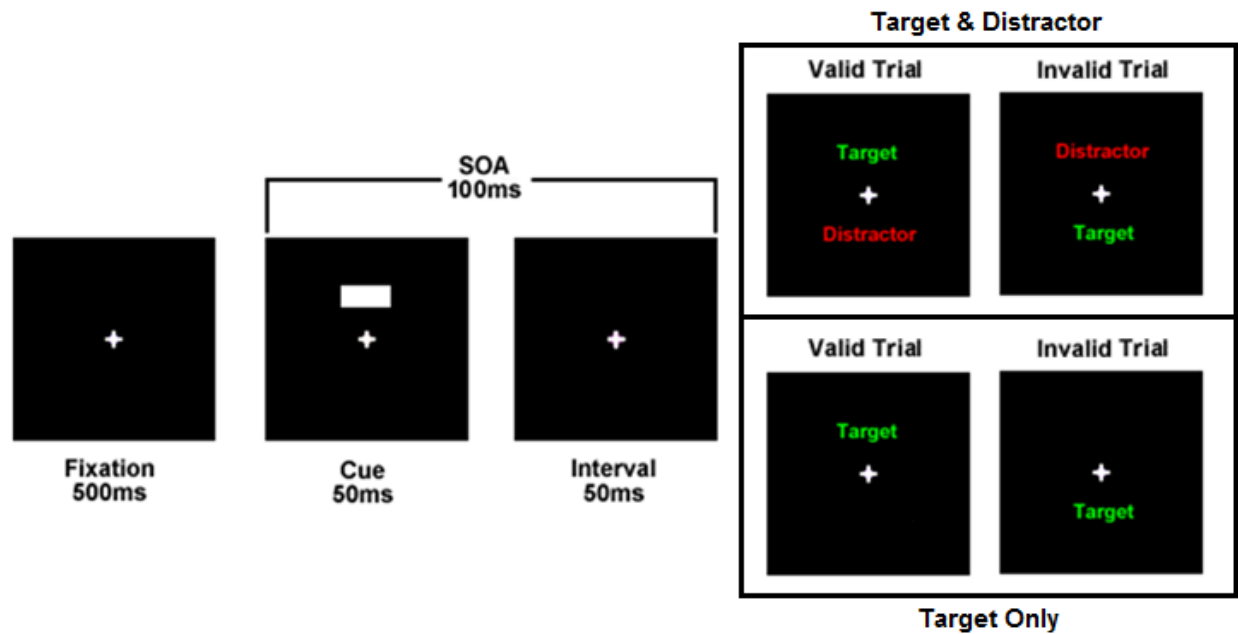 Target & Distractor
Valid Trial
Invalid Trial
Target
Distractor
Distractor
Target
SOA
100ms
Fixation
500ms
Cue
50ms
Interval
50ms
Valid Trial
Invalid Trial
Target
Target
Target Only